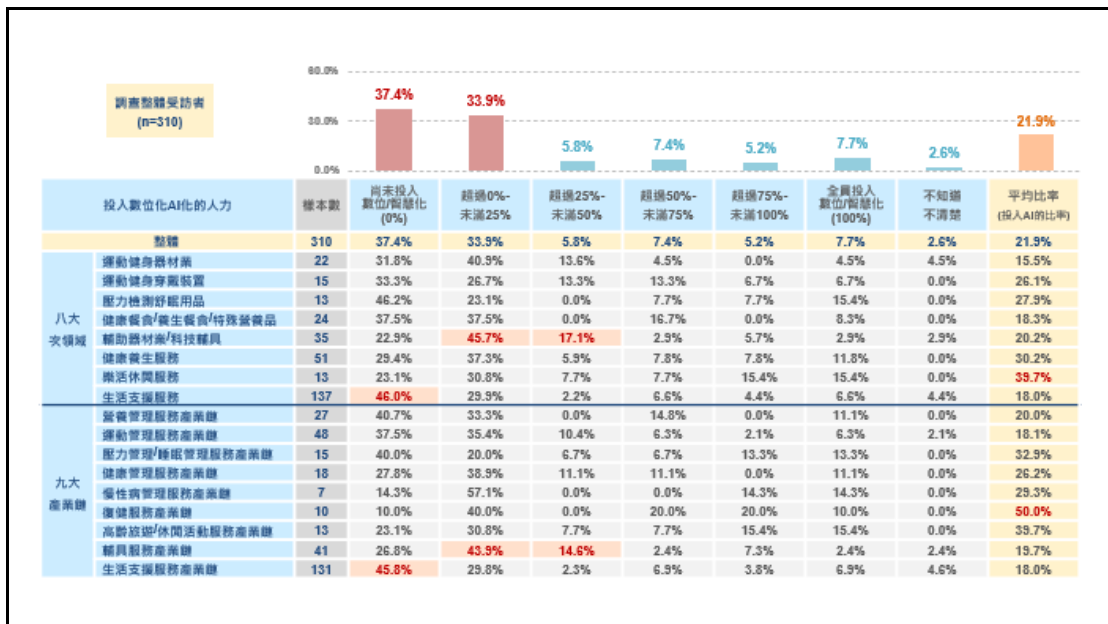 調查整體受訪者
(n=310)
60.0%
30.0%
0.0%
37.4%
33.9%
5.8%
7.4%
5.2%
7.7%
2.6%
21.9%
投入數位化AI化的人力 樣本數 尚未投入數位/智慧化(0%) 超過0%-未滿25% 超過25%-未滿50% 超過50%-未滿75% 超過75%-未滿100% 全員投入數位/智慧化(100%) 不知道不清楚 平均比率(投入AI的比率)
整體 310 37.4% 33.9% 5.8% 7.4% 5.2% 7.7% 2.6% 21.9%
八大次領域
運動健身器材業 22 31.8% 40.9% 13.6% 4.5% 0.0% 4.5% 4.5% 15.5%
運動健身穿戴裝置 15 33.3% 26.7% 13.3% 13.3% 6.7% 6.7% 0.0% 26.1%
壓力檢測舒眠用品 13 46.2% 23.1% 0.0% 7.7% 7.7% 15.4% 0.0% 27.9%
健康餐食/養生餐食/特殊營養品 24 37.5% 37.5% 0.0% 16.7% 0.0% 8.3% 0.0% 18.3%
輔助器材業/科技輔具 35 22.9% 45.7% 17.1% 2.9% 5.7% 2.9% 2.9% 20.2%
健康養生服務 51 29.4% 37.3% 5.9% 7.8% 7.8% 11.8% 0.0% 30.2%
樂活休閒服務 13 23.1% 30.8% 7.7% 7.7% 15.4% 15.4% 0.0% 39.7%
生活支援服務 137 46.0% 29.9% 2.2% 6.6% 4.4% 6.6% 4.4% 18.0%
九大產業鏈
營養管理服務產業鏈 27 40.7% 33.3% 0.0% 14.8% 0.0% 11.1% 0.0% 20.0%
運動管理服務產業鏈 48 37.5% 35.4% 10.4% 6.3% 2.1% 6.3% 2.1% 18.1%
壓力管理/睡眠管理服務產業鏈 15 40.0% 20.0% 6.7% 6.7% 13.3% 13.3% 0.0% 32.9%
健康管理服務產業鏈 18 27.8% 38.9% 11.1% 11.1% 0.0% 11.1% 0.0% 26.2%
慢性病管理服務產業鏈 7 14.3% 57.1% 0.0% 0.0% 14.3% 14.3% 0.0% 29.3%
復健服務產業鏈 10 10.0% 40.0% 0.0% 20.0% 20.0% 10.0% 0.0% 50.0%
高齡旅遊/休閒活動服務產業鏈 13 23.1% 30.8% 7.7% 7.7% 15.4% 15.4% 0.0% 39.7%
輔具服務產業鏈 41 26.8% 43.9% 14.6% 2.4% 7.3% 2.4% 2.4% 19.7%
生活支援服務產業鏈 131 45.8% 29.8% 2.3% 6.9% 3.8% 6.9% 4.6% 18.0%